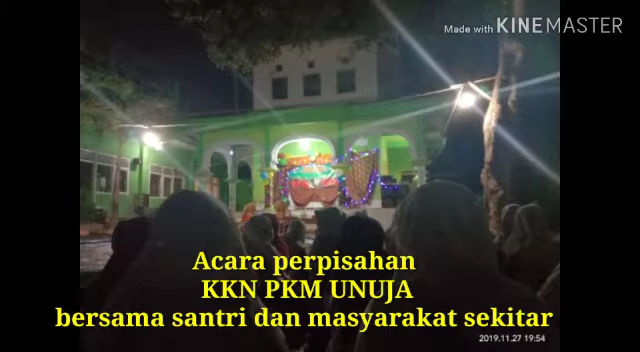 Made with KINEMASTER
Acara perpisahan
KKN PKM UNUJA
bersama santri dan masyarakat sekitar
2019.11.27 19:54